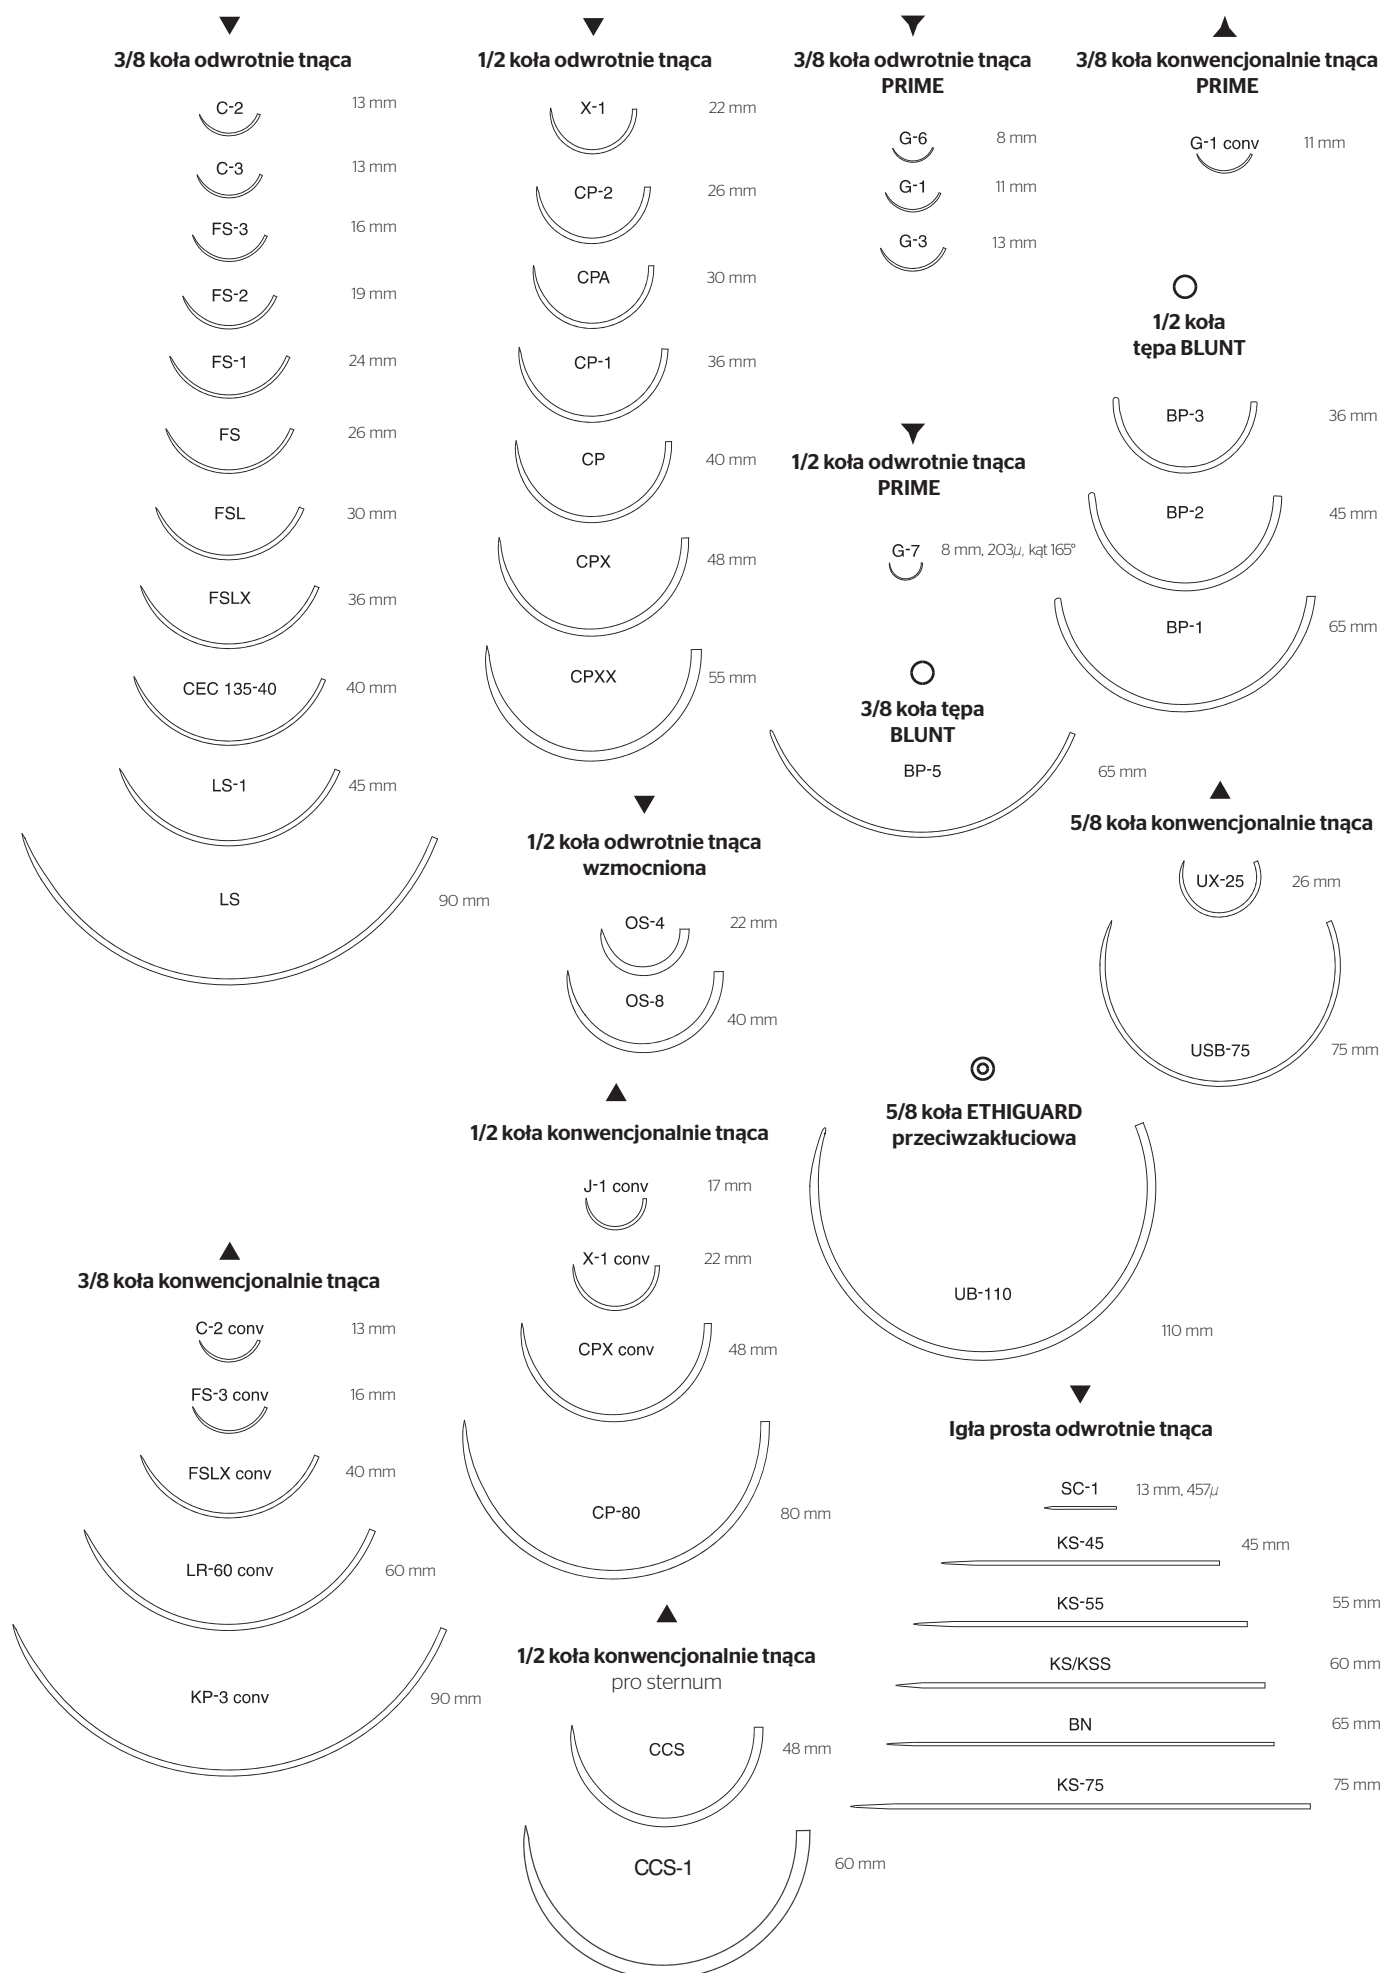 3/8 koła odwrotnie tnąca
C-2 13 mm
C-3 13 mm
FS-3 16 mm
FS-2 19 mm
FS-1 24 mm
FS 26 mm
FSL 30 mm
FSLX 36 mm
CEC 135-40 40 mm
LS-1 45 mm
LS 90 mm
3/8 koła konwencjonalnie tnąca
C-2 conv 13 mm
FS-3 conv 16 mm
FSLX conv 40 mm
LR-60 conv 60 mm
KP-3 conv 90 mm
1/2 koła odwrotnie tnąca
X-1 22 mm
CP-2 26 mm
CPA 30 mm
CP-1 36 mm
CP 40 mm
CPX 48 mm
CPXX 55 mm
1/2 koła odwrotnie tnąca
wzmocniona
OS-4 22 mm
OS-8 40 mm
1/2 koła konwencjonalnie tnąca
J-1 conv 17 mm
X-1 conv 22 mm
CPX conv 48 mm
CP-80 80 mm
1/2 koła konwencjonalnie tnąca
pro sternum
CCS 48 mm
CCS-1 60 mm
3/8 koła odwrotnie tnąca
PRIME
G-6 8 mm
G-1 11 mm
G-3 13 mm
1/2 koła odwrotnie tnąca
PRIME
G-7 8 mm, 203µ, kąt 165°
3/8 koła tępa
BLUNT
BP-5 65 mm
3/8 koła konwencjonalnie tnąca
PRIME
G-1 conv 11 mm
1/2 koła
tępa BLUNT
BP-3 36 mm
BP-2 45 mm
BP-1 65 mm
5/8 koła konwencjonalnie tnąca
UX-25 26 mm
USB-75 75 mm
5/8 koła ETHIGUARD
przeciwzakłuciowa
UB-110 110 mm
Igła prosta odwrotnie tnąca
SC-1 13 mm, 457µ
KS-45 45 mm
KS-55 55 mm
KS/KSS 60 mm
BN 65 mm
KS-75 75 mm